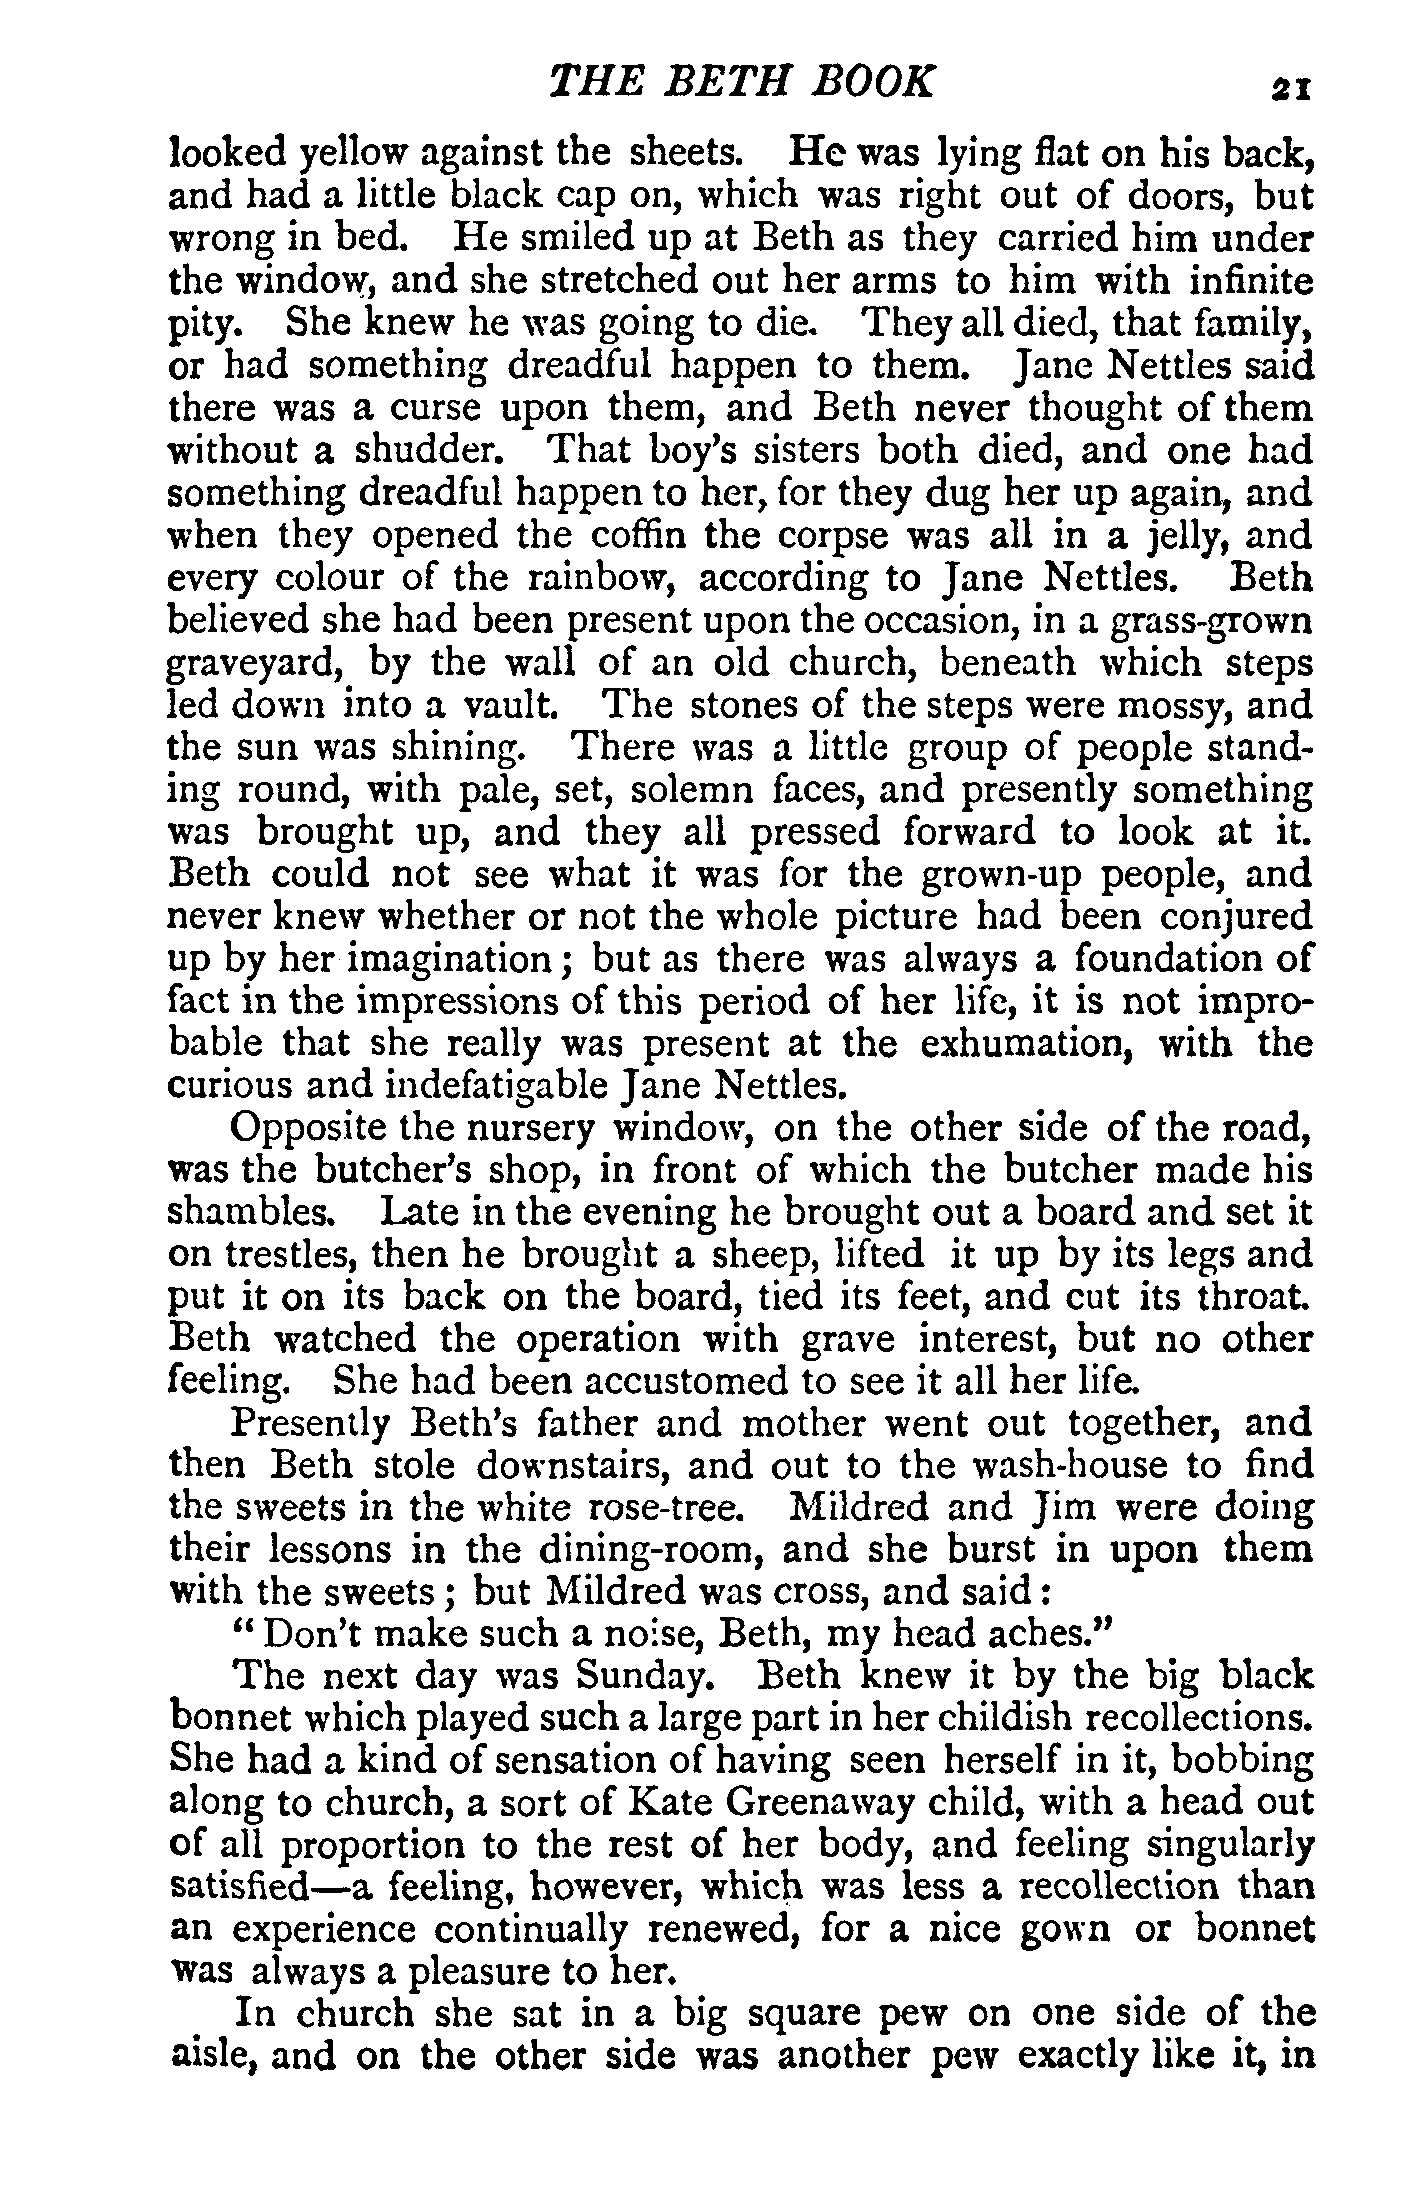 THE BETH BOOK 21
looked yellow against the sheets. He was lying flat on his back,
and had a little black cap on, which was right out of doors, but
wrong in bed. He smiled up at Beth as they carried him under
the window, and she stretched out her arms to him with infinite
pity. She knew he was going to die. They all died, that family,
or had something dreadful happen to them. Jane Nettles said
there was a curse upon them, and Beth never thought of them
without a shudder. That boy's sisters both died, and one had
something dreadful happen to her, for they dug her up again, and
when they opened the coffin the corpse was all in a jelly, and
every colour of the rainbow, according to Jane Nettles. Beth
believed she had been present upon the occasion, in a grass-grown
graveyard, by the wall of an old church, beneath which steps
led down into a vault. The stones of the steps were mossy, and
the sun was shining. There was a little group of people stand-
ing round, with pale, set, solemn faces, and presently something
was brought up, and they all pressed forward to look at it.
Beth could not see what it was for the grown-up people, and
never knew whether or not the whole picture had been conjured
up by her imagination; but as there was always a foundation of
fact in the impressions of this period of her life, it is not impro-
bable that she really was present at the exhumation, with the
curious and indefatigable Jane Nettles.
Opposite the nursery window, on the other side of the road,
was the butcher's shop, in front of which the butcher made his
shambles. Late in the evening he brought out a board and set it
on trestles, then he brought a sheep, lifted it up by its legs and
put it on its back on the board, tied its feet, and cut its throat.
Beth watched the operation with grave interest, but no other
feeling. She had been accustomed to see it all her life.
Presently Beth's father and mother went out together, and
then Beth stole downstairs, and out to the wash-house to find
the sweets in the white rose-tree. Mildred and Jim were doing
their lessons in the dining-room, and she burst in upon them
with the sweets; but Mildred was cross, and said:
"Don't make such a noise, Beth, my head aches."
The next day was Sunday. Beth knew it by the big black
bonnet which played such a large part in her childish recollections.
She had a kind of sensation of having seen herself in it, bobbing
along to church, a sort of Kate Greenaway child, with a head out
of all proportion to the rest of her body, and feeling singularly
satisfied—a feeling, however, which was less a recollection than
an experience continually renewed, for a nice gown or bonnet
was always a pleasure to her.
In church she sat in a big square pew on one side of the
aisle, and on the other side was another pew exactly like it, in